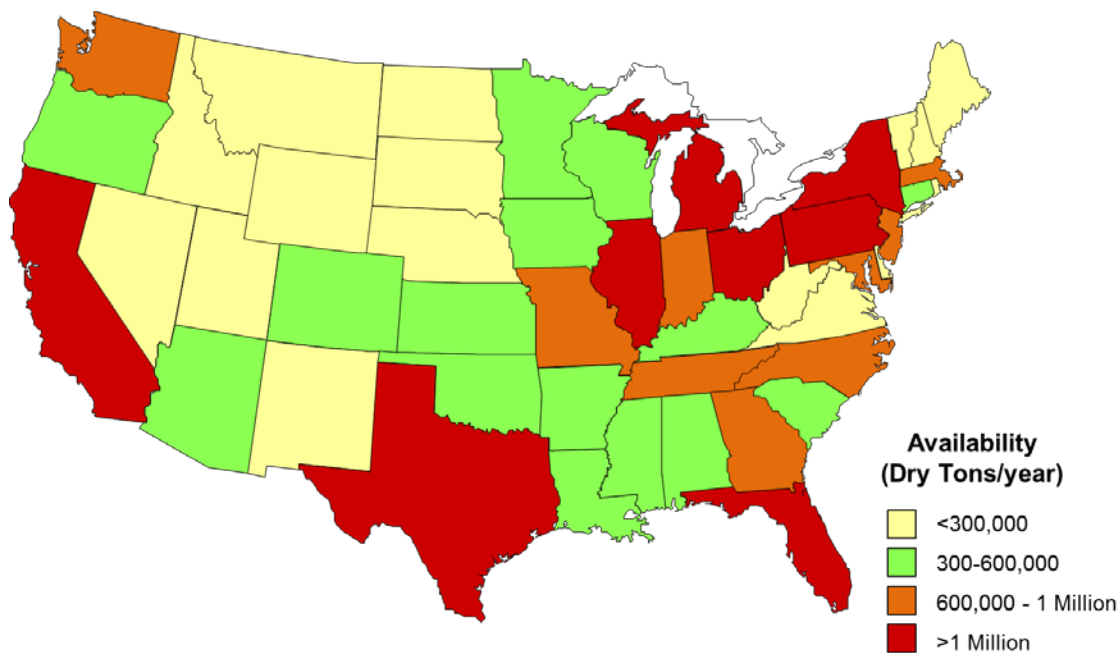 Availability
(Dry Tons/year)
<300,000
300-600,000
600,000 - 1 Million
>1 Million